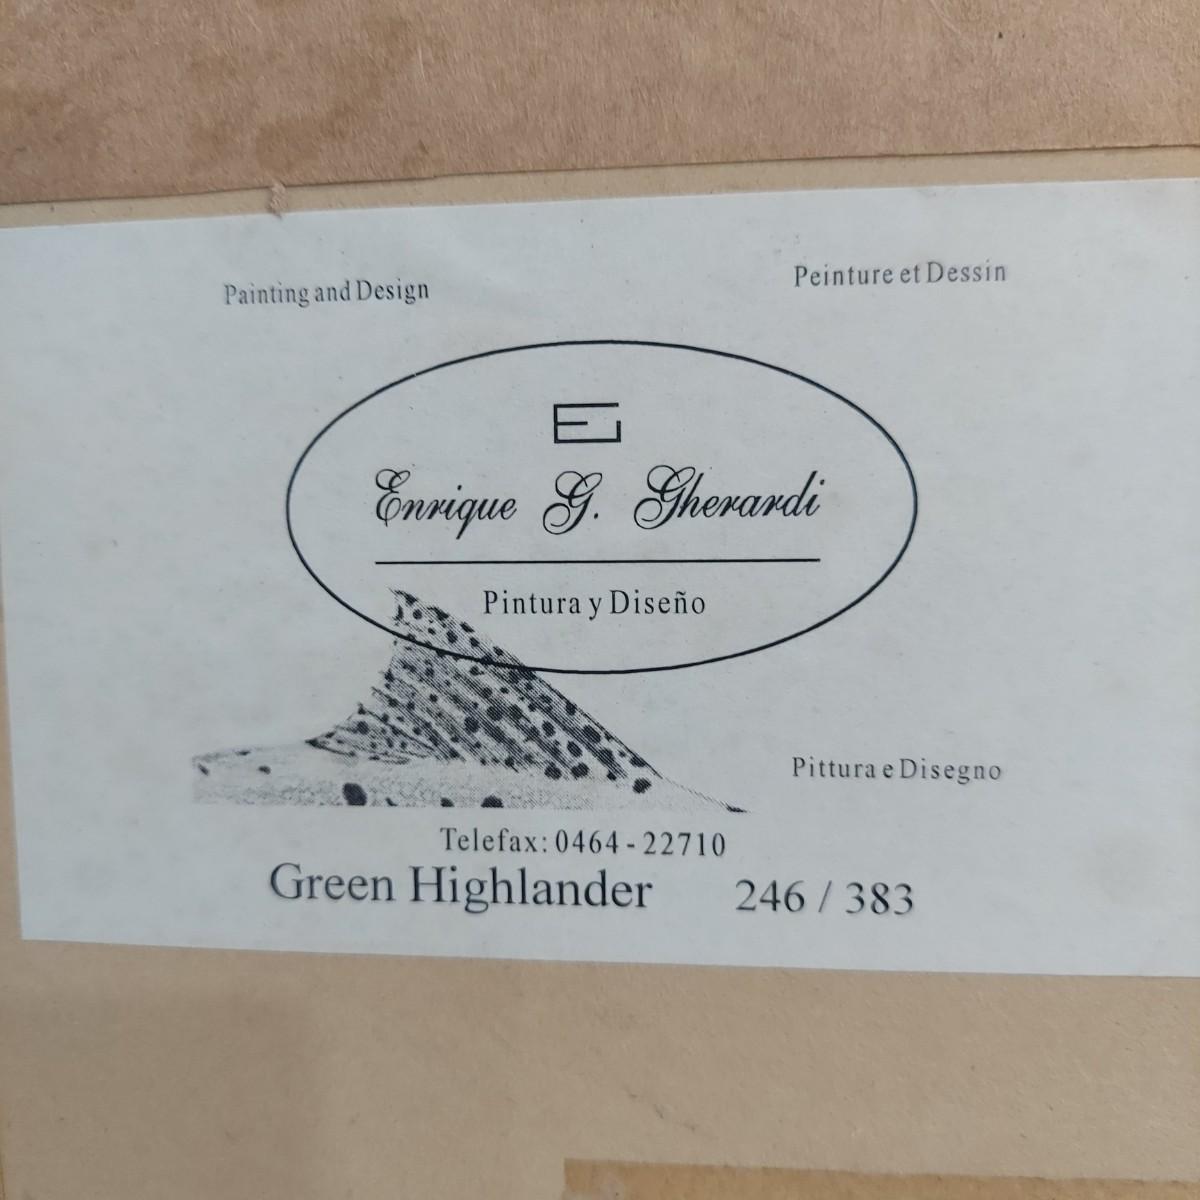 Painting and Design
Peinture et Dessin
EG
Enrique G. Gherardi
Pintura y Diseño
Pittura e Disegno
Telefax: 0464 - 22710
Green Highlander 246 / 383